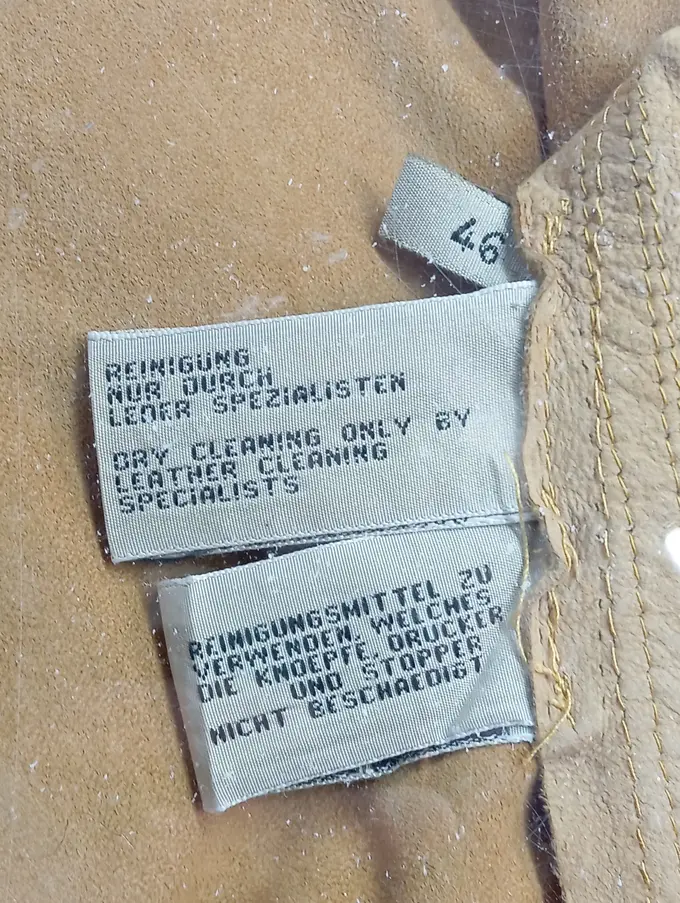 46
REINIGUNG
NUR DURCH
LEDER SPEZIALISTEN
DRY CLEANING ONLY BY
LEATHER CLEANING
SPECIALISTS
REINIGUNGSMITTEL ZU
VERWENDEN, WELCHES
DIE KNOEPFE, DRUCKER
UND STOPPER
NICHT BESCHAEDIGT